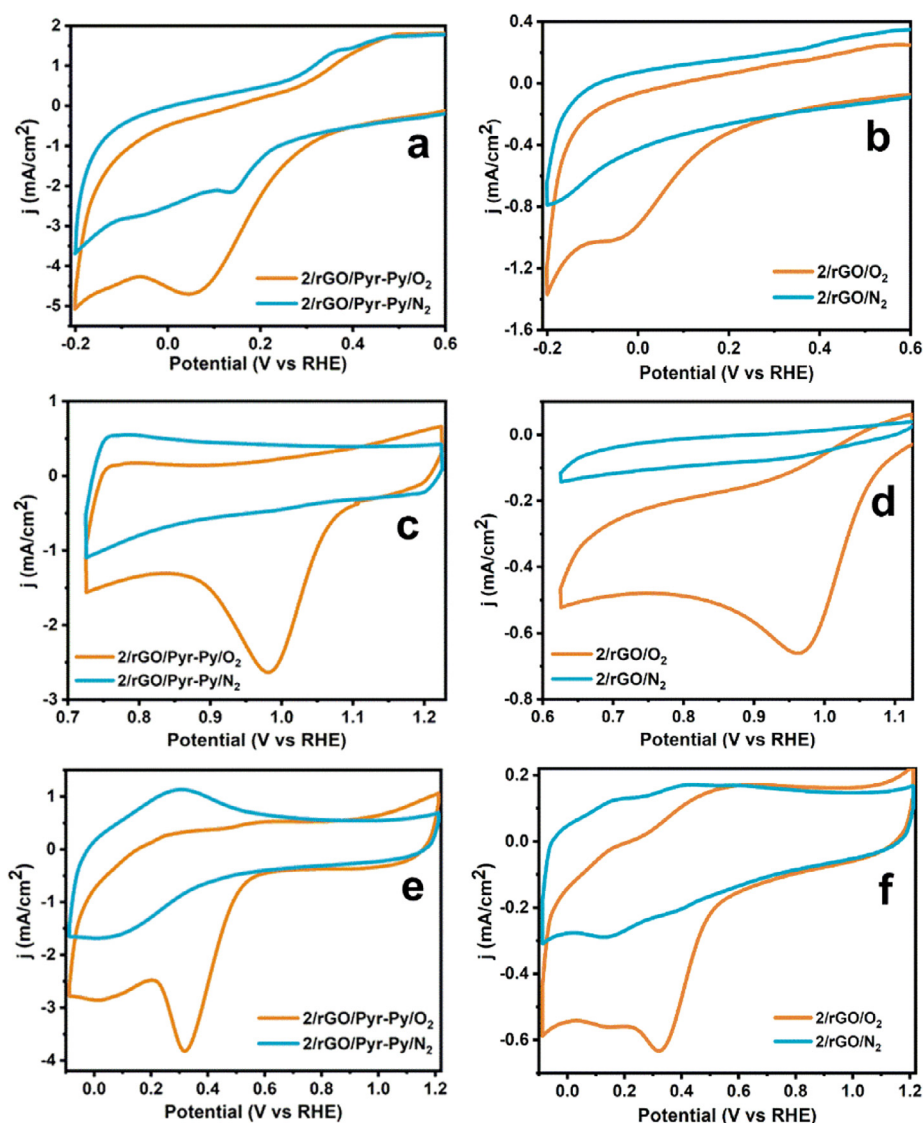 2
1
0
-1
-2
-3
-4
-5
j (mA/cm²)
a
2/rGO/Pyr-Py/O₂
2/rGO/Pyr-Py/N₂
-0.2 0.0 0.2 0.4 0.6
Potential (V vs RHE)
0.4
0.0
-0.4
-0.8
-1.2
-1.6
j (mA/cm²)
b
2/rGO/O₂
2/rGO/N₂
-0.2 0.0 0.2 0.4 0.6
Potential (V vs RHE)
1
0
-1
-2
-3
j (mA/cm²)
c
2/rGO/Pyr-Py/O₂
2/rGO/Pyr-Py/N₂
0.7 0.8 0.9 1.0 1.1 1.2
Potential (V vs RHE)
0.0
-0.2
-0.4
-0.6
-0.8
j (mA/cm²)
d
2/rGO/O₂
2/rGO/N₂
0.6 0.7 0.8 0.9 1.0 1.1
Potential (V vs RHE)
1
0
-1
-2
-3
-4
j (mA/cm²)
e
2/rGO/Pyr-Py/O₂
2/rGO/Pyr-Py/N₂
0.0 0.2 0.4 0.6 0.8 1.0 1.2
Potential (V vs RHE)
0.2
0.0
-0.2
-0.4
-0.6
j (mA/cm²)
f
2/rGO/O₂
2/rGO/N₂
0.0 0.2 0.4 0.6 0.8 1.0 1.2
Potential (V vs RHE)